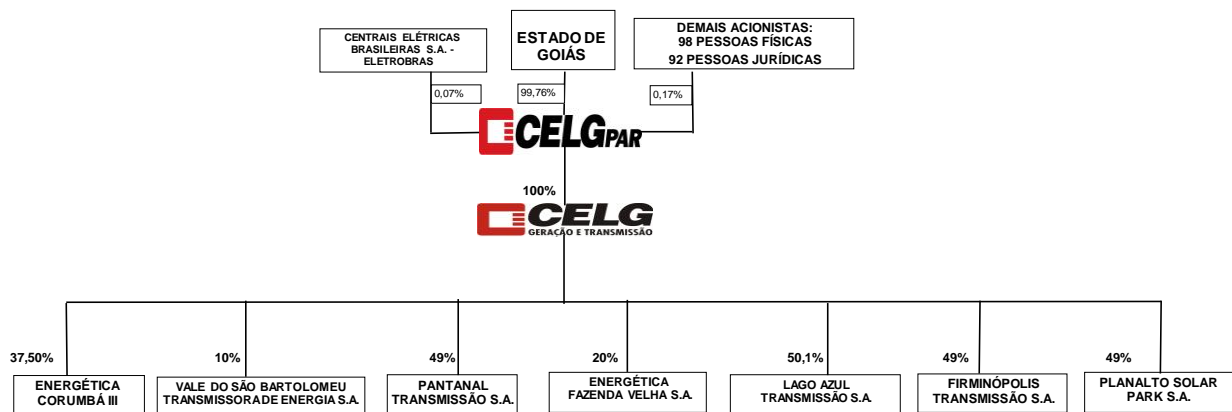 CENTRAIS ELÉTRICAS
BRASILEIRAS S.A. -
ELETROBRAS
ESTADO DE
GOIÁS
DEMAIS ACIONISTAS:
98 PESSOAS FÍSICAS
92 PESSOAS JURÍDICAS
0,07%
99,76%
0,17%
CELGPAR
100%
CELG
GERAÇÃO E TRANSMISSÃO
37,50%
10%
49%
20%
50,1%
49%
49%
ENERGÉTICA
CORUMBÁ III
VALE DO SÃO BARTOLOMEU
TRANSMISSORA DE ENERGIA S.A.
PANTANAL
TRANSMISSÃO S.A.
ENERGÉTICA
FAZENDA VELHA S.A.
LAGO AZUL
TRANSMISSÃO S.A.
FIRMINÓPOLIS
TRANSMISSÃO S.A.
PLANALTO SOLAR
PARK S.A.